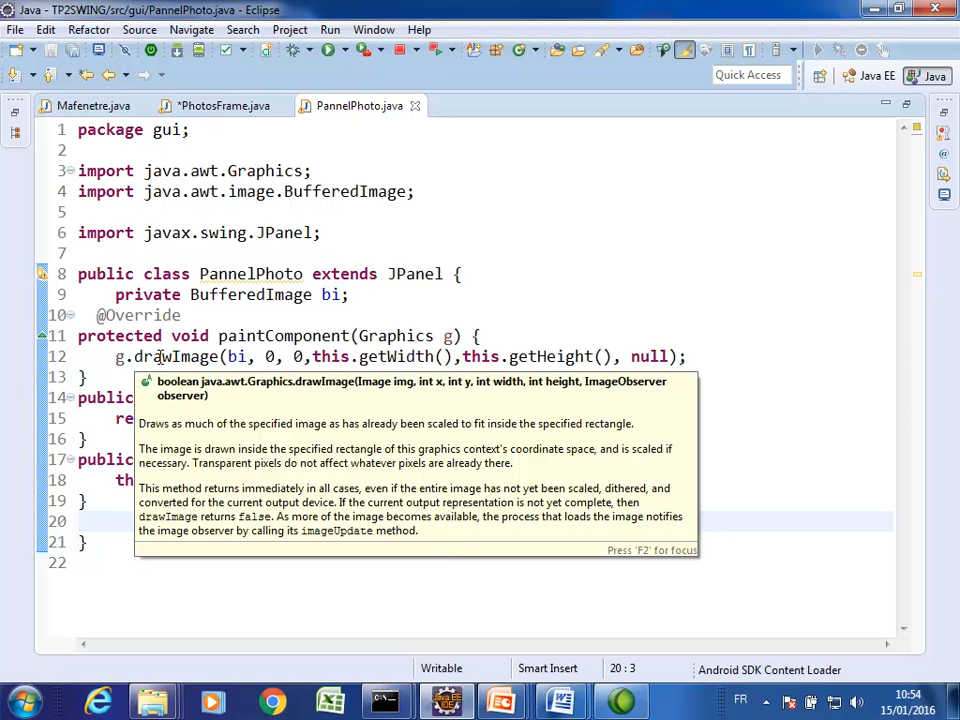 Java - TP2SWING/src/gui/PannelPhoto.java - Eclipse
File Edit Refactor Source Navigate Search Project Run Window Help
Quick Access Java EE Java
Mafenetre.java *PhotosFrame.java PannelPhoto.java
1 package gui;
2
3 import java.awt.Graphics;
4 import java.awt.image.BufferedImage;
5
6 import javax.swing.JPanel;
7
8 public class PannelPhoto extends JPanel {
9 private BufferedImage bi;
10 @Override
11 protected void paintComponent(Graphics g) {
12 g.drawImage(bi, 0, 0,this.getWidth(),this.getHeight(), null);
13 }
boolean java.awt.Graphics.drawImage(Image img, int x, int y, int width, int height, ImageObserver
observer)
14 public
15 re
16 }
17 public
18 th
19 }
20
21 }
22
Draws as much of the specified image as has already been scaled to fit inside the specified rectangle.
The image is drawn inside the specified rectangle of this graphics context's coordinate space, and is scaled if
necessary. Transparent pixels do not affect whatever pixels are already there.
This method returns immediately in all cases, even if the entire image has not yet been scaled, dithered, and
converted for the current output device. If the current output representation is not yet complete, then
drawImage returns false. As more of the image becomes available, the process that loads the image notifies
the image observer by calling its imageUpdate method.
Press 'F2' for focus
Writable Smart Insert 20 : 3 Android SDK Content Loader
FR 10:54
15/01/2016